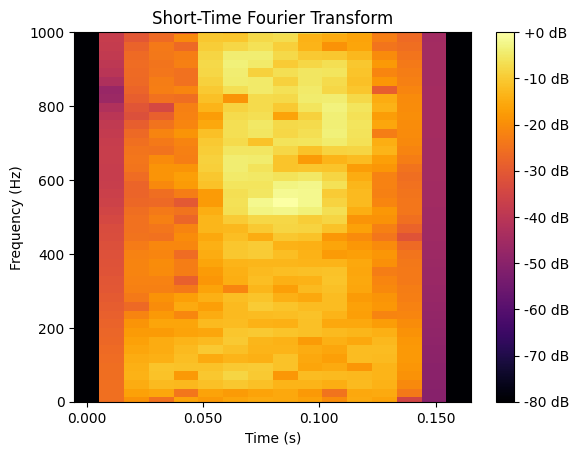 Short-Time Fourier Transform
1000
800
600
400
200
0
Frequency (Hz)
0.000
0.050
0.100
0.150
Time (s)
+0 dB
-10 dB
-20 dB
-30 dB
-40 dB
-50 dB
-60 dB
-70 dB
-80 dB